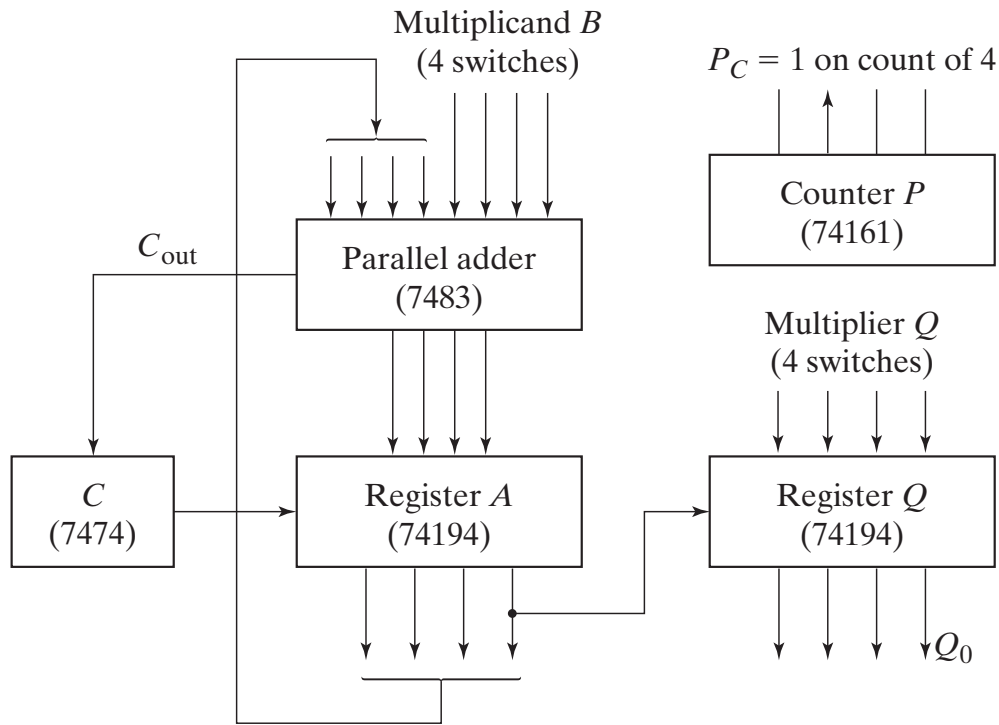 Multiplicand B
(4 switches)
P_C = 1 on count of 4
Counter P
(74161)
C_out
Parallel adder
(7483)
Multiplier Q
(4 switches)
C
(7474)
Register A
(74194)
Register Q
(74194)
Q_0